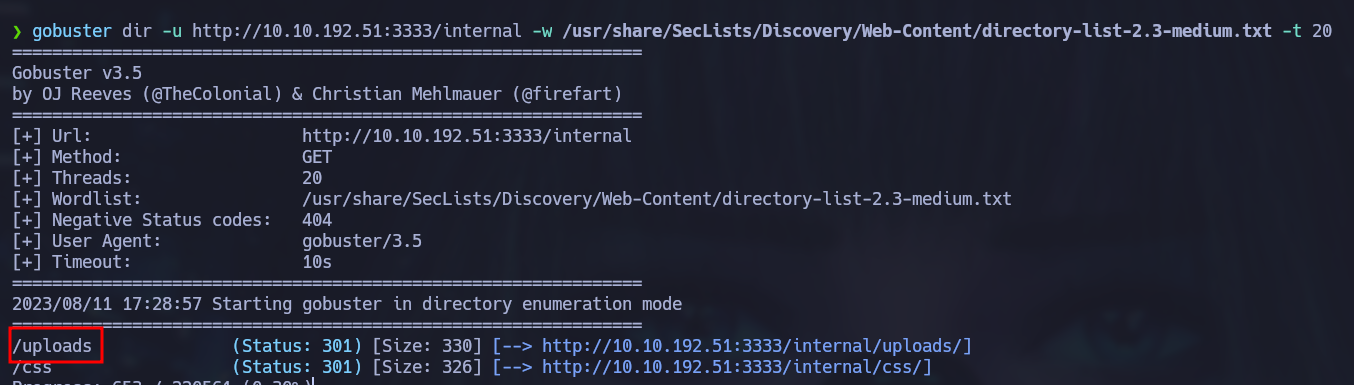 ❯ gobuster dir -u http://10.10.192.51:3333/internal -w /usr/share/SecLists/Discovery/Web-Content/directory-list-2.3-medium.txt -t 20
===============================================================
Gobuster v3.5
by OJ Reeves (@TheColonial) & Christian Mehlmauer (@firefart)
===============================================================
[+] Url:                     http://10.10.192.51:3333/internal
[+] Method:                  GET
[+] Threads:                 20
[+] Wordlist:                /usr/share/SecLists/Discovery/Web-Content/directory-list-2.3-medium.txt
[+] Negative Status codes:   404
[+] User Agent:              gobuster/3.5
[+] Timeout:                 10s
===============================================================
2023/08/11 17:28:57 Starting gobuster in directory enumeration mode
===============================================================
/uploads              (Status: 301) [Size: 330] [--> http://10.10.192.51:3333/internal/uploads/]
/css                  (Status: 301) [Size: 326] [--> http://10.10.192.51:3333/internal/css/]
Progress: 653 / 220561 (0.30%)